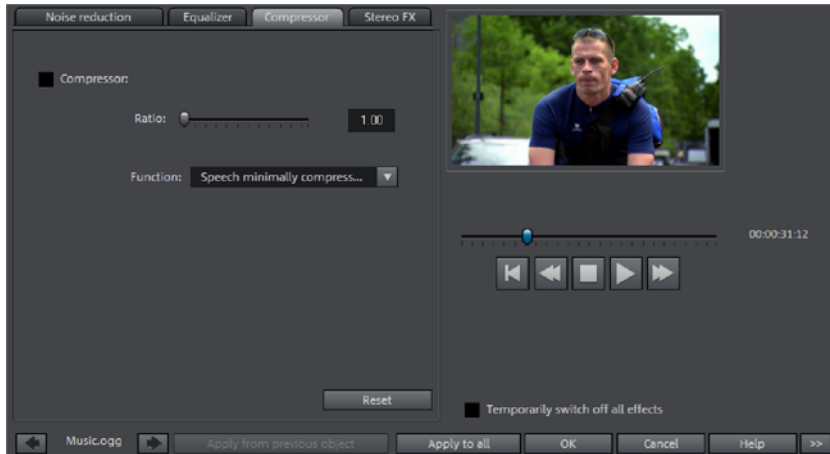 Noise reduction
Equalizer
Compressor
Stereo FX
Compressor:
Ratio:
1.00
Function:
Speech minimally compress...
Reset
00:00:31:12
Temporarily switch off all effects
Music.ogg
Apply from previous object
Apply to all
OK
Cancel
Help
>>